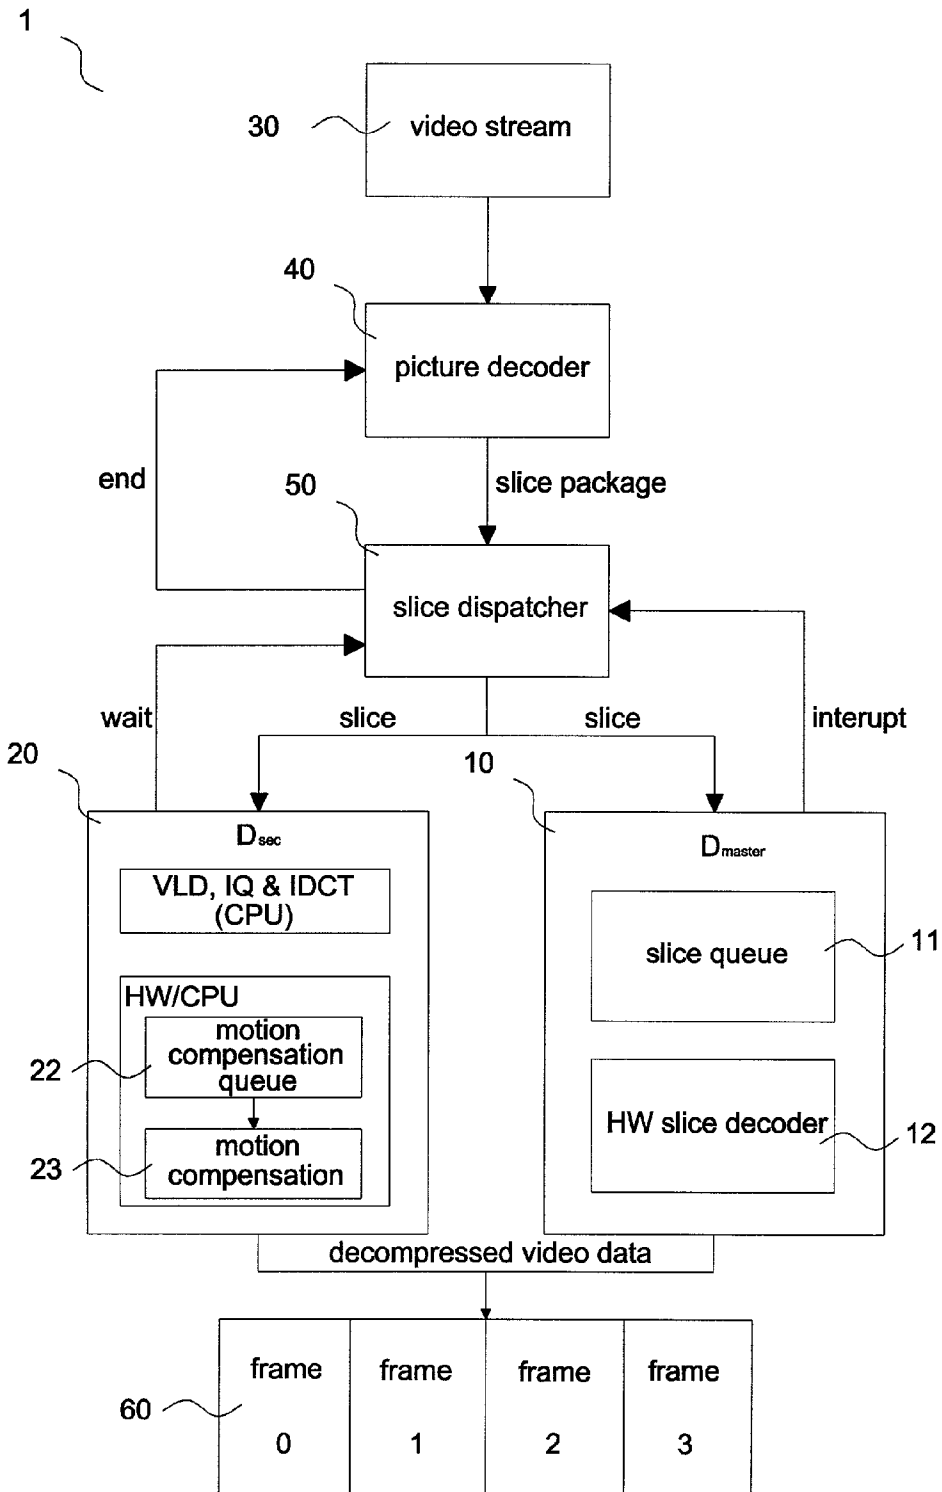 1
30
video stream
40
picture decoder
end
50
slice package
slice dispatcher
wait
slice
slice
interupt
20
10
Dsec
Dmaster
VLD, IQ & IDCT
(CPU)
slice queue
11
HW/CPU
motion
compensation
queue
22
HW slice decoder
12
motion
compensation
23
decompressed video data
frame
frame
frame
frame
60
0
1
2
3